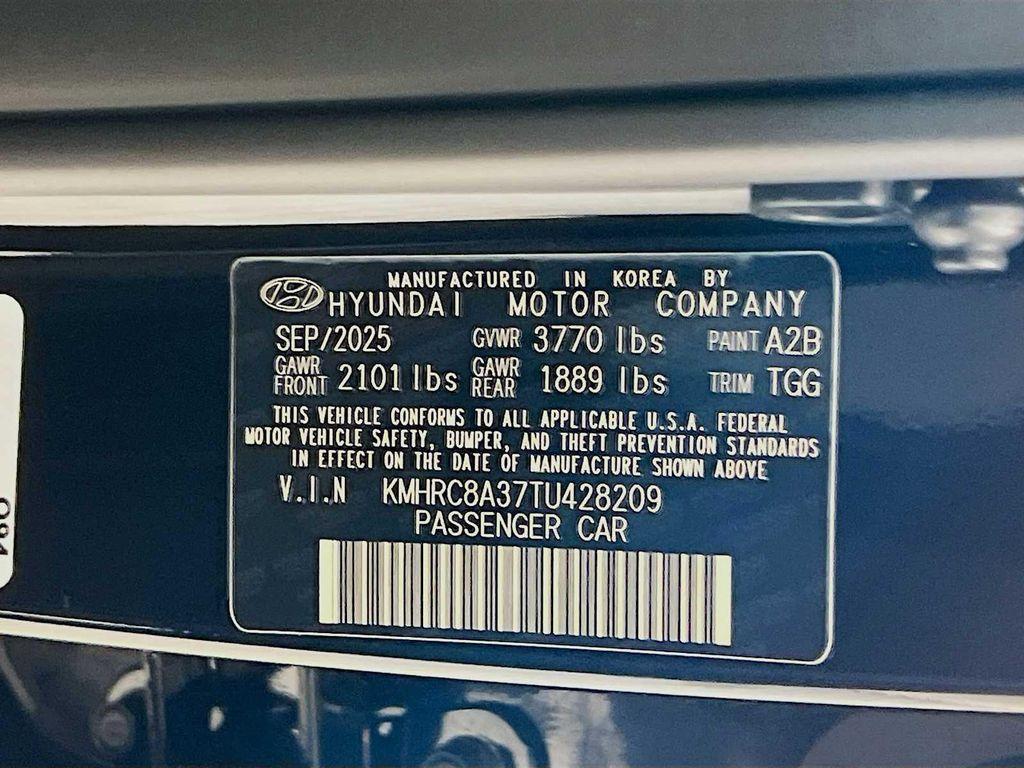 MANUFACTURED IN KOREA BY
HYUNDAI MOTOR COMPANY
SEP/2025 GVWR 3770 lbs PAINT A2B
GAWR FRONT 2101 lbs GAWR REAR 1889 lbs TRIM TGG
THIS VEHICLE CONFORMS TO ALL APPLICABLE U.S.A. FEDERAL
MOTOR VEHICLE SAFETY, BUMPER, AND THEFT PREVENTION STANDARDS
IN EFFECT ON THE DATE OF MANUFACTURE SHOWN ABOVE
V.I.N KMHRC8A37TU428209
PASSENGER CAR